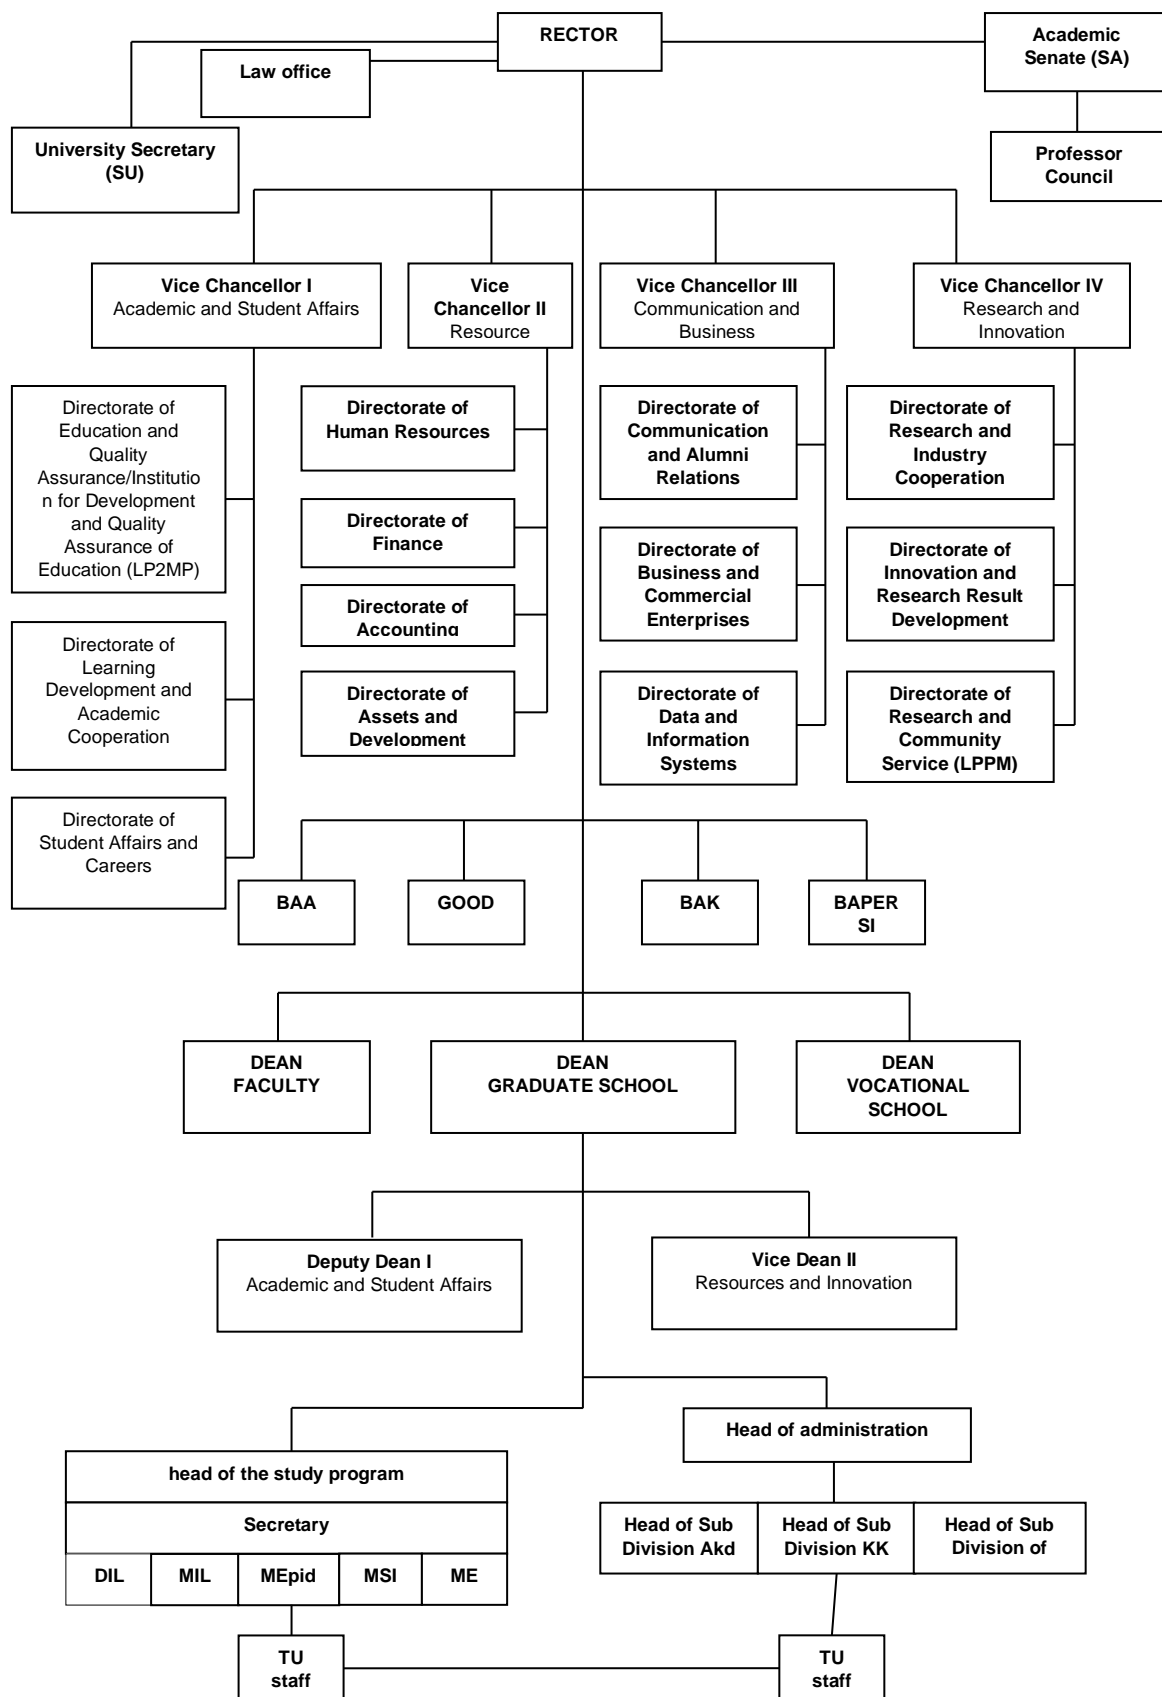 RECTOR
Academic
Senate (SA)
Law office
University Secretary
(SU)
Professor
Council
Vice Chancellor I
Academic and Student Affairs
Vice
Chancellor II
Resource
Vice Chancellor III
Communication and
Business
Vice Chancellor IV
Research and
Innovation
Directorate of
Education and
Quality
Assurance/Institutio
n for Development
and Quality
Assurance of
Education (LP2MP)
Directorate of
Learning
Development and
Academic
Cooperation
Directorate of
Student Affairs and
Careers
Directorate of
Human Resources
Directorate of
Finance
Directorate of
Accounting
Directorate of
Assets and
Development
Directorate of
Communication
and Alumni
Relations
Directorate of
Business and
Commercial
Enterprises
Directorate of
Data and
Information
Systems
Directorate of
Research and
Industry
Cooperation
Directorate of
Innovation and
Research Result
Development
Directorate of
Research and
Community
Service (LPPM)
BAA
GOOD
BAK
BAPER
SI
DEAN
FACULTY
DEAN
GRADUATE SCHOOL
DEAN
VOCATIONAL
SCHOOL
Deputy Dean I
Academic and Student Affairs
Vice Dean II
Resources and Innovation
Head of administration
head of the study program
Secretary
DIL
MIL
MEpid
MSI
ME
Head of Sub
Division Akd
Head of Sub
Division KK
Head of Sub
Division of
TU
staff
TU
staff